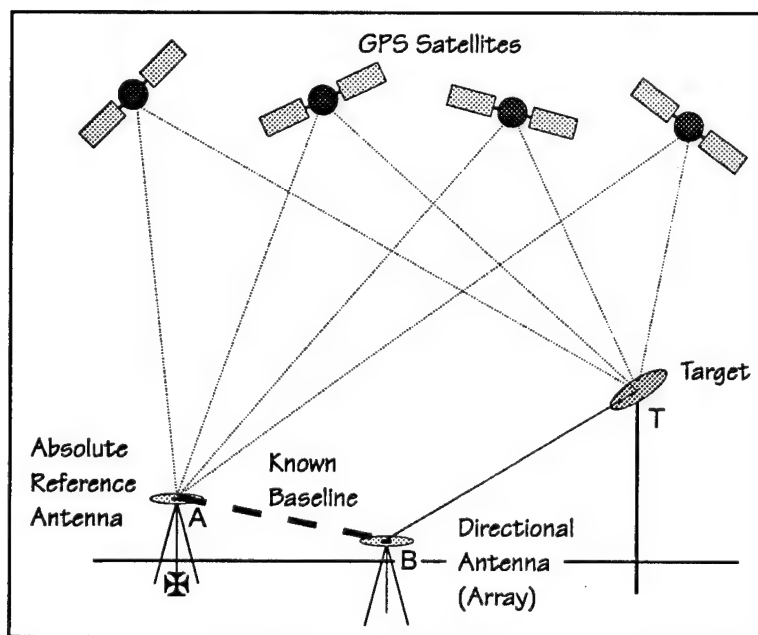 GPS Satellites
Target
T
Absolute
Reference
Antenna
A
Known
Baseline
B
Directional
Antenna
(Array)